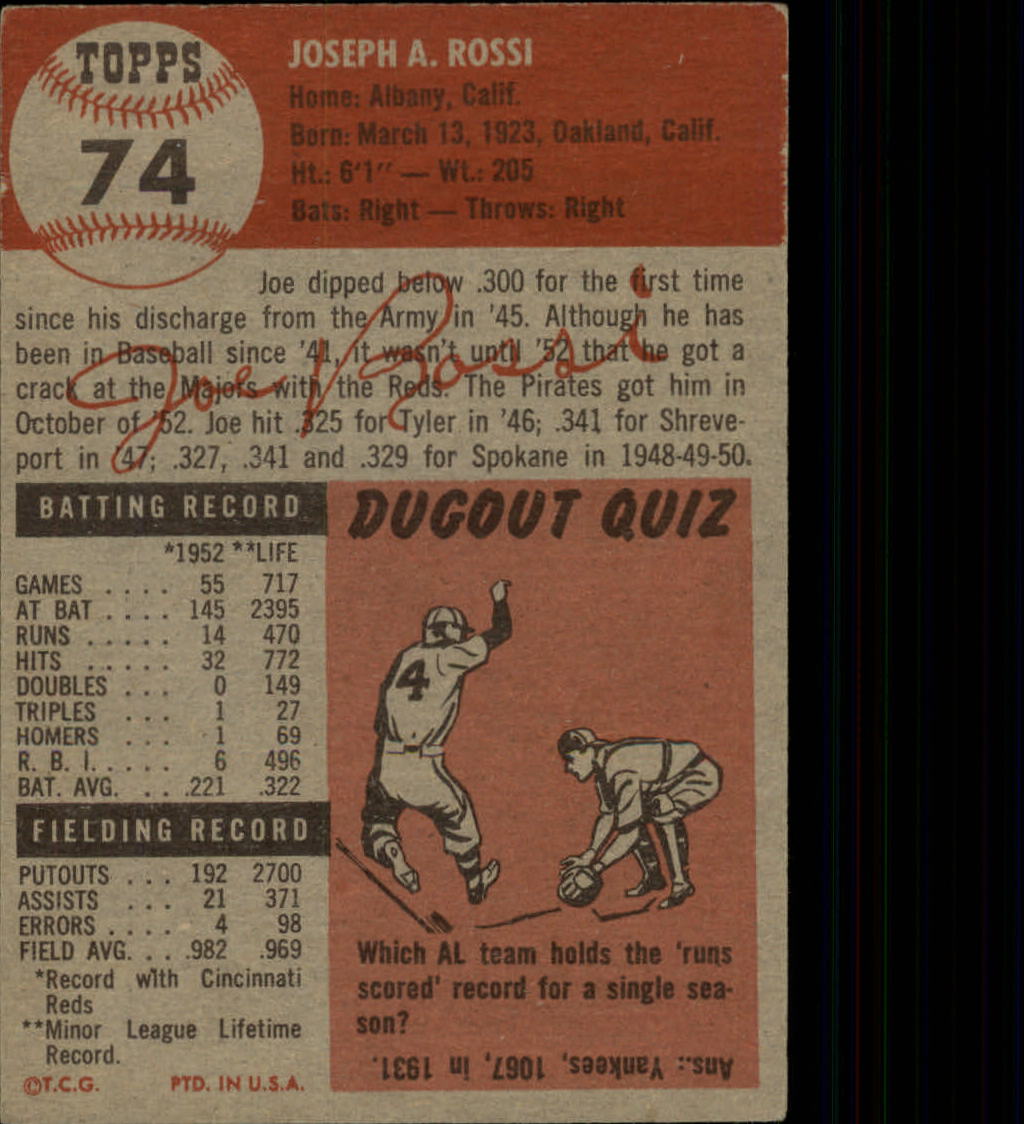 TOPPS
74
JOSEPH A. ROSSI
Home: Albany, Calif.
Born: March 13, 1923, Oakland, Calif.
Ht.: 6'1" — Wt.: 205
Bats: Right — Throws: Right
Joe dipped below .300 for the first time
since his discharge from the Army in '45. Although he has
been in Baseball since '41, it wasn't until '52 that he got a
crack at the Majors with the Reds. The Pirates got him in
October of '52. Joe hit .325 for Tyler in '46; .341 for Shreve-
port in '47; .327, .341 and .329 for Spokane in 1948-49-50.
Joe Rossi
BATTING RECORD
*1952 **LIFE
GAMES . . . . 55 717
AT BAT . . . . 145 2395
RUNS . . . . . 14 470
HITS . . . . . 32 772
DOUBLES . . . 0 149
TRIPLES . . . 1 27
HOMERS . . . 1 69
R. B. I. . . . . 6 496
BAT. AVG. . . .221 .322
FIELDING RECORD
PUTOUTS . . . 192 2700
ASSISTS . . . 21 371
ERRORS . . . . 4 98
FIELD AVG. . . .982 .969
*Record with Cincinnati
Reds
**Minor League Lifetime
Record.
©T.C.G. PTD. IN U.S.A.
DUGOUT QUIZ
4
Which AL team holds the 'runs
scored' record for a single sea-
son?
Ans.: Yankees, 1067, in 1931.